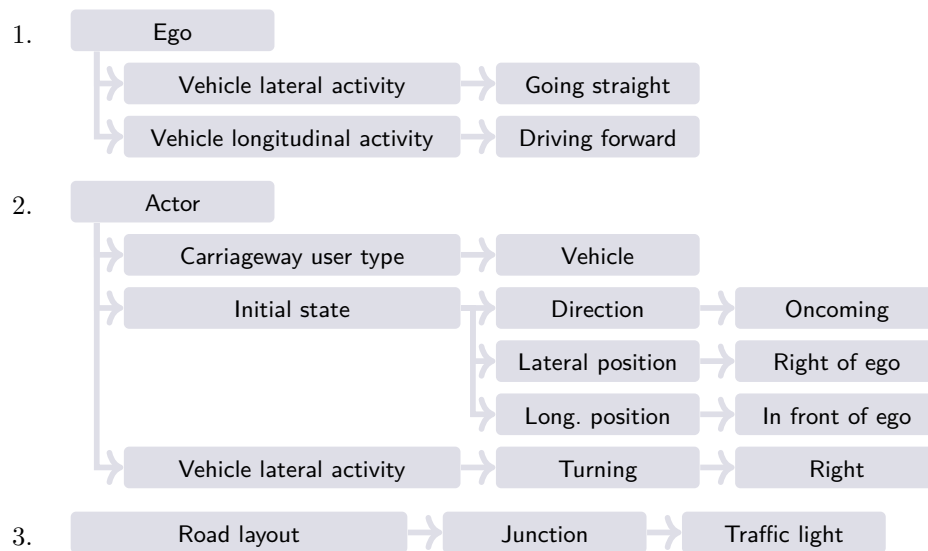 1. Ego
Vehicle lateral activity Going straight
Vehicle longitudinal activity Driving forward
2. Actor
Carriageway user type Vehicle
Initial state Direction Oncoming
Lateral position Right of ego
Long. position In front of ego
Vehicle lateral activity Turning Right
3. Road layout Junction Traffic light